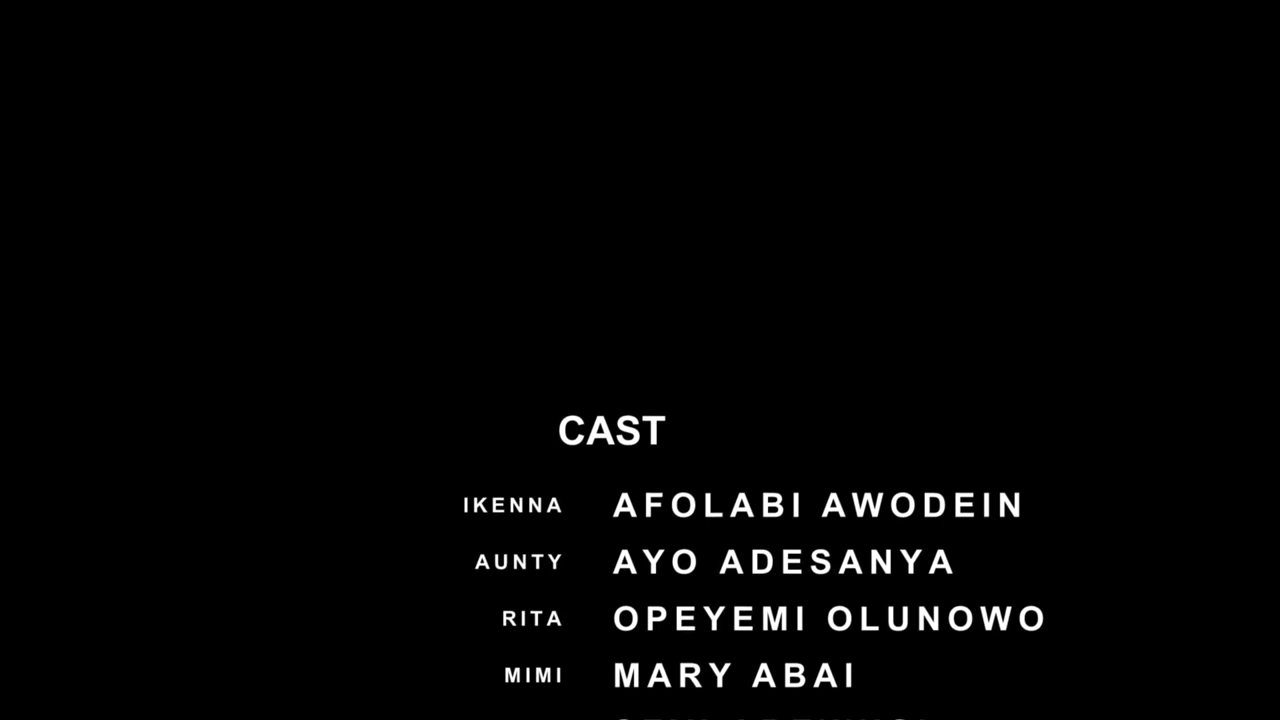 CAST
IKENNA AFOLABI AWODEIN
AUNTY AYO ADESANYA
RITA OPEYEMI OLUNOWO
MIMI MARY ABAI